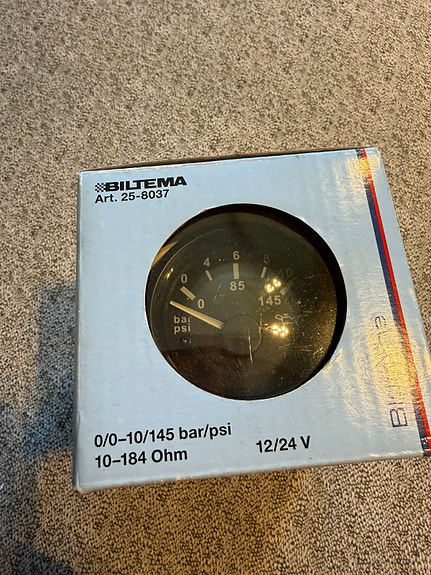 BILTEMA
Art. 25-8037
0 4 6 8 10
0 85 145
bar
psi
0/0–10/145 bar/psi
10–184 Ohm
12/24 V